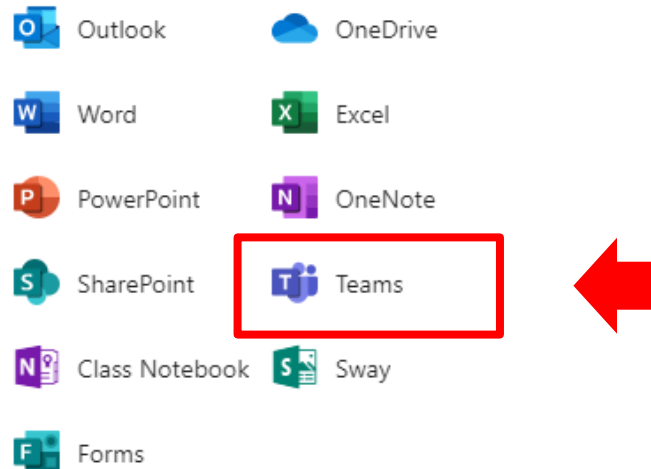 Outlook OneDrive
Word Excel
PowerPoint OneNote
SharePoint Teams
Class Notebook Sway
Forms